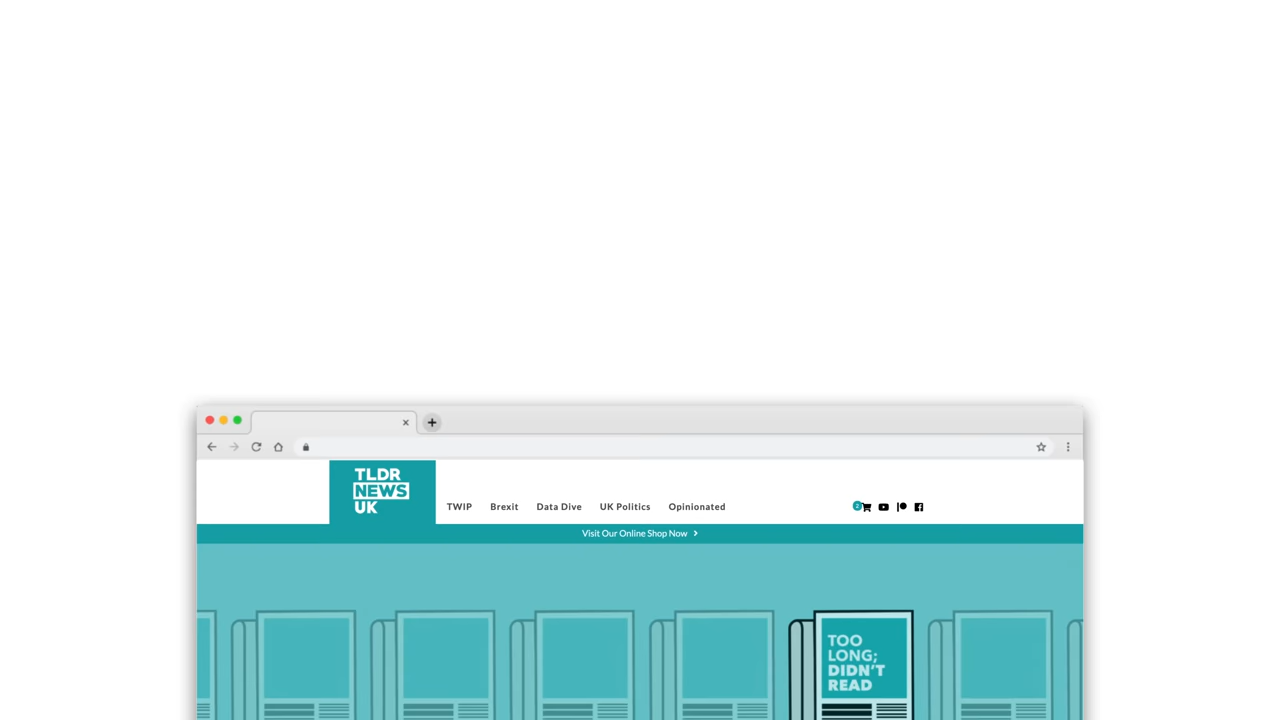 TLDR
NEWS
UK
TWIP Brexit Data Dive UK Politics Opinionated
2
Visit Our Online Shop Now
TOO
LONG;
DIDN'T
READ